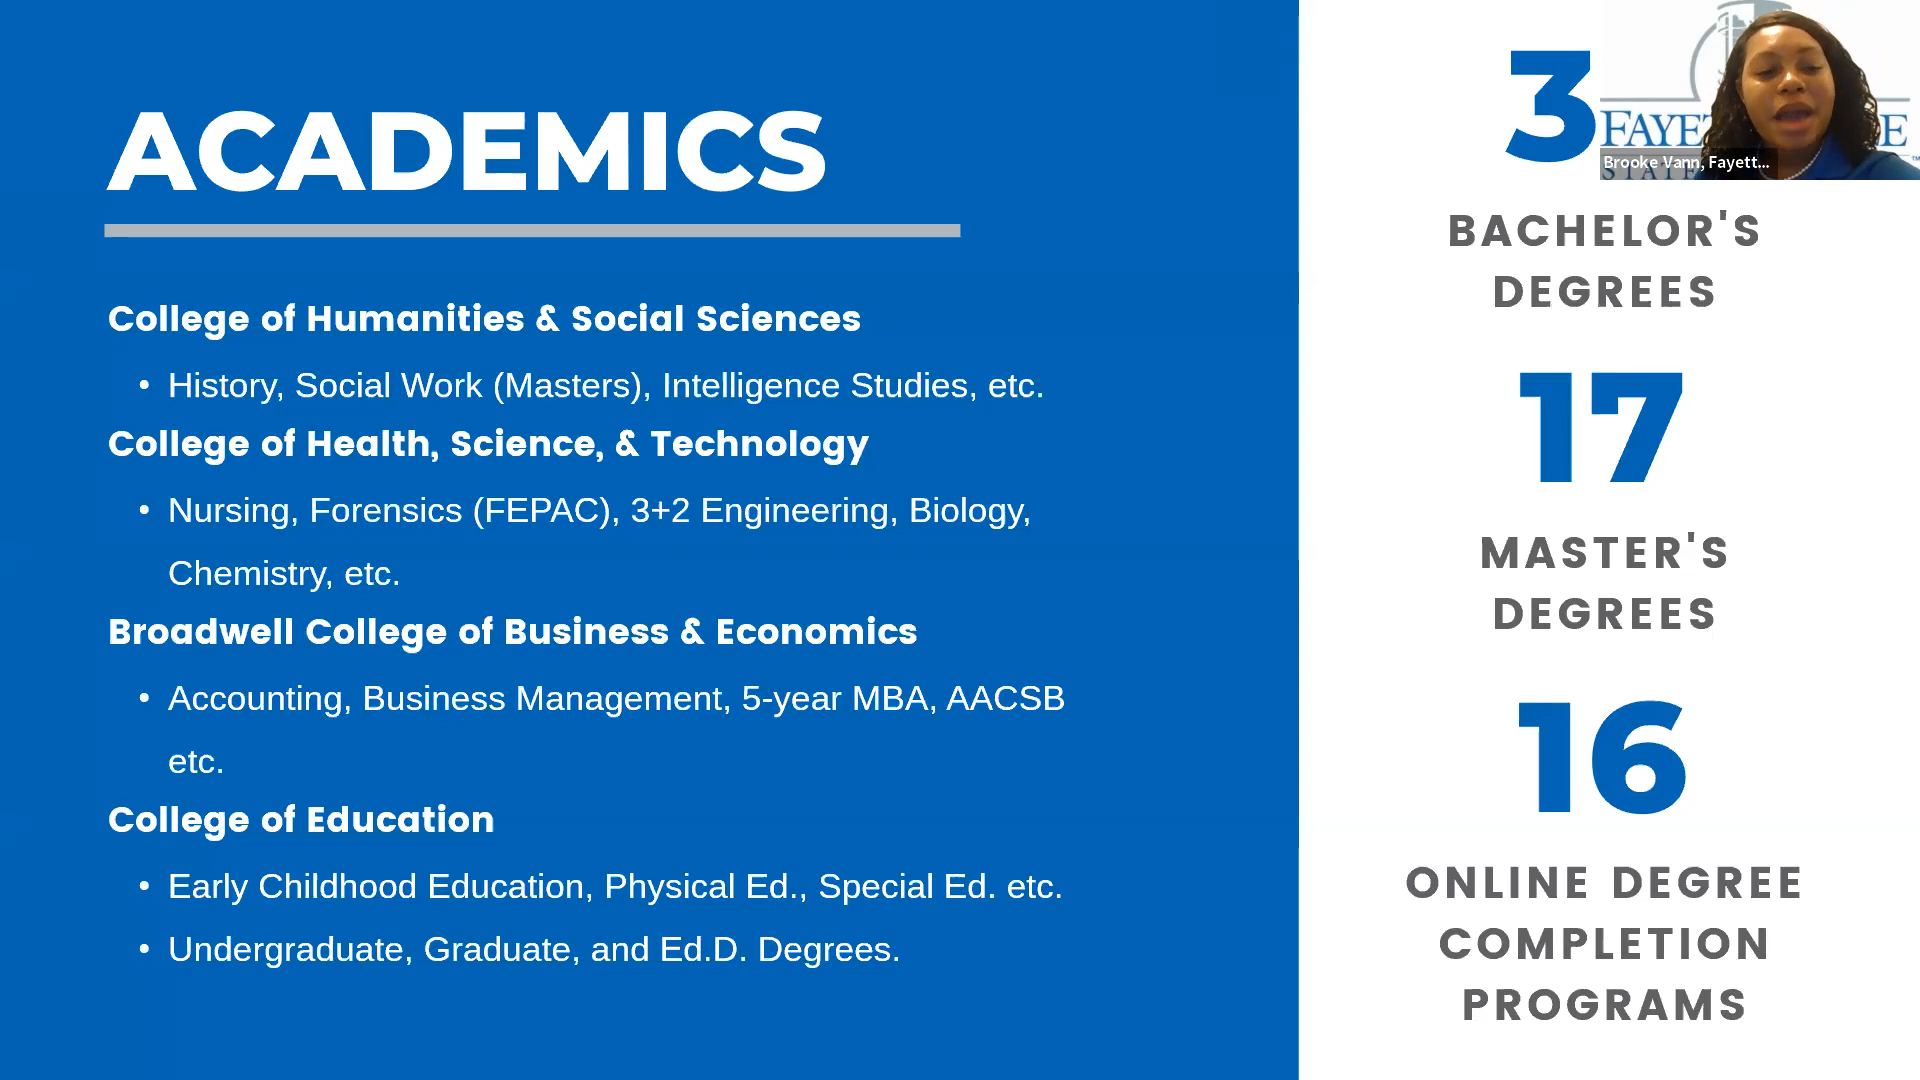 ACADEMICS
College of Humanities & Social Sciences
• History, Social Work (Masters), Intelligence Studies, etc.
College of Health, Science, & Technology
• Nursing, Forensics (FEPAC), 3+2 Engineering, Biology,
Chemistry, etc.
Broadwell College of Business & Economics
• Accounting, Business Management, 5-year MBA, AACSB
etc.
College of Education
• Early Childhood Education, Physical Ed., Special Ed. etc.
• Undergraduate, Graduate, and Ed.D. Degrees.
3
BACHELOR'S
DEGREES
17
MASTER'S
DEGREES
16
ONLINE DEGREE
COMPLETION
PROGRAMS
Brooke Vann, Fayett...